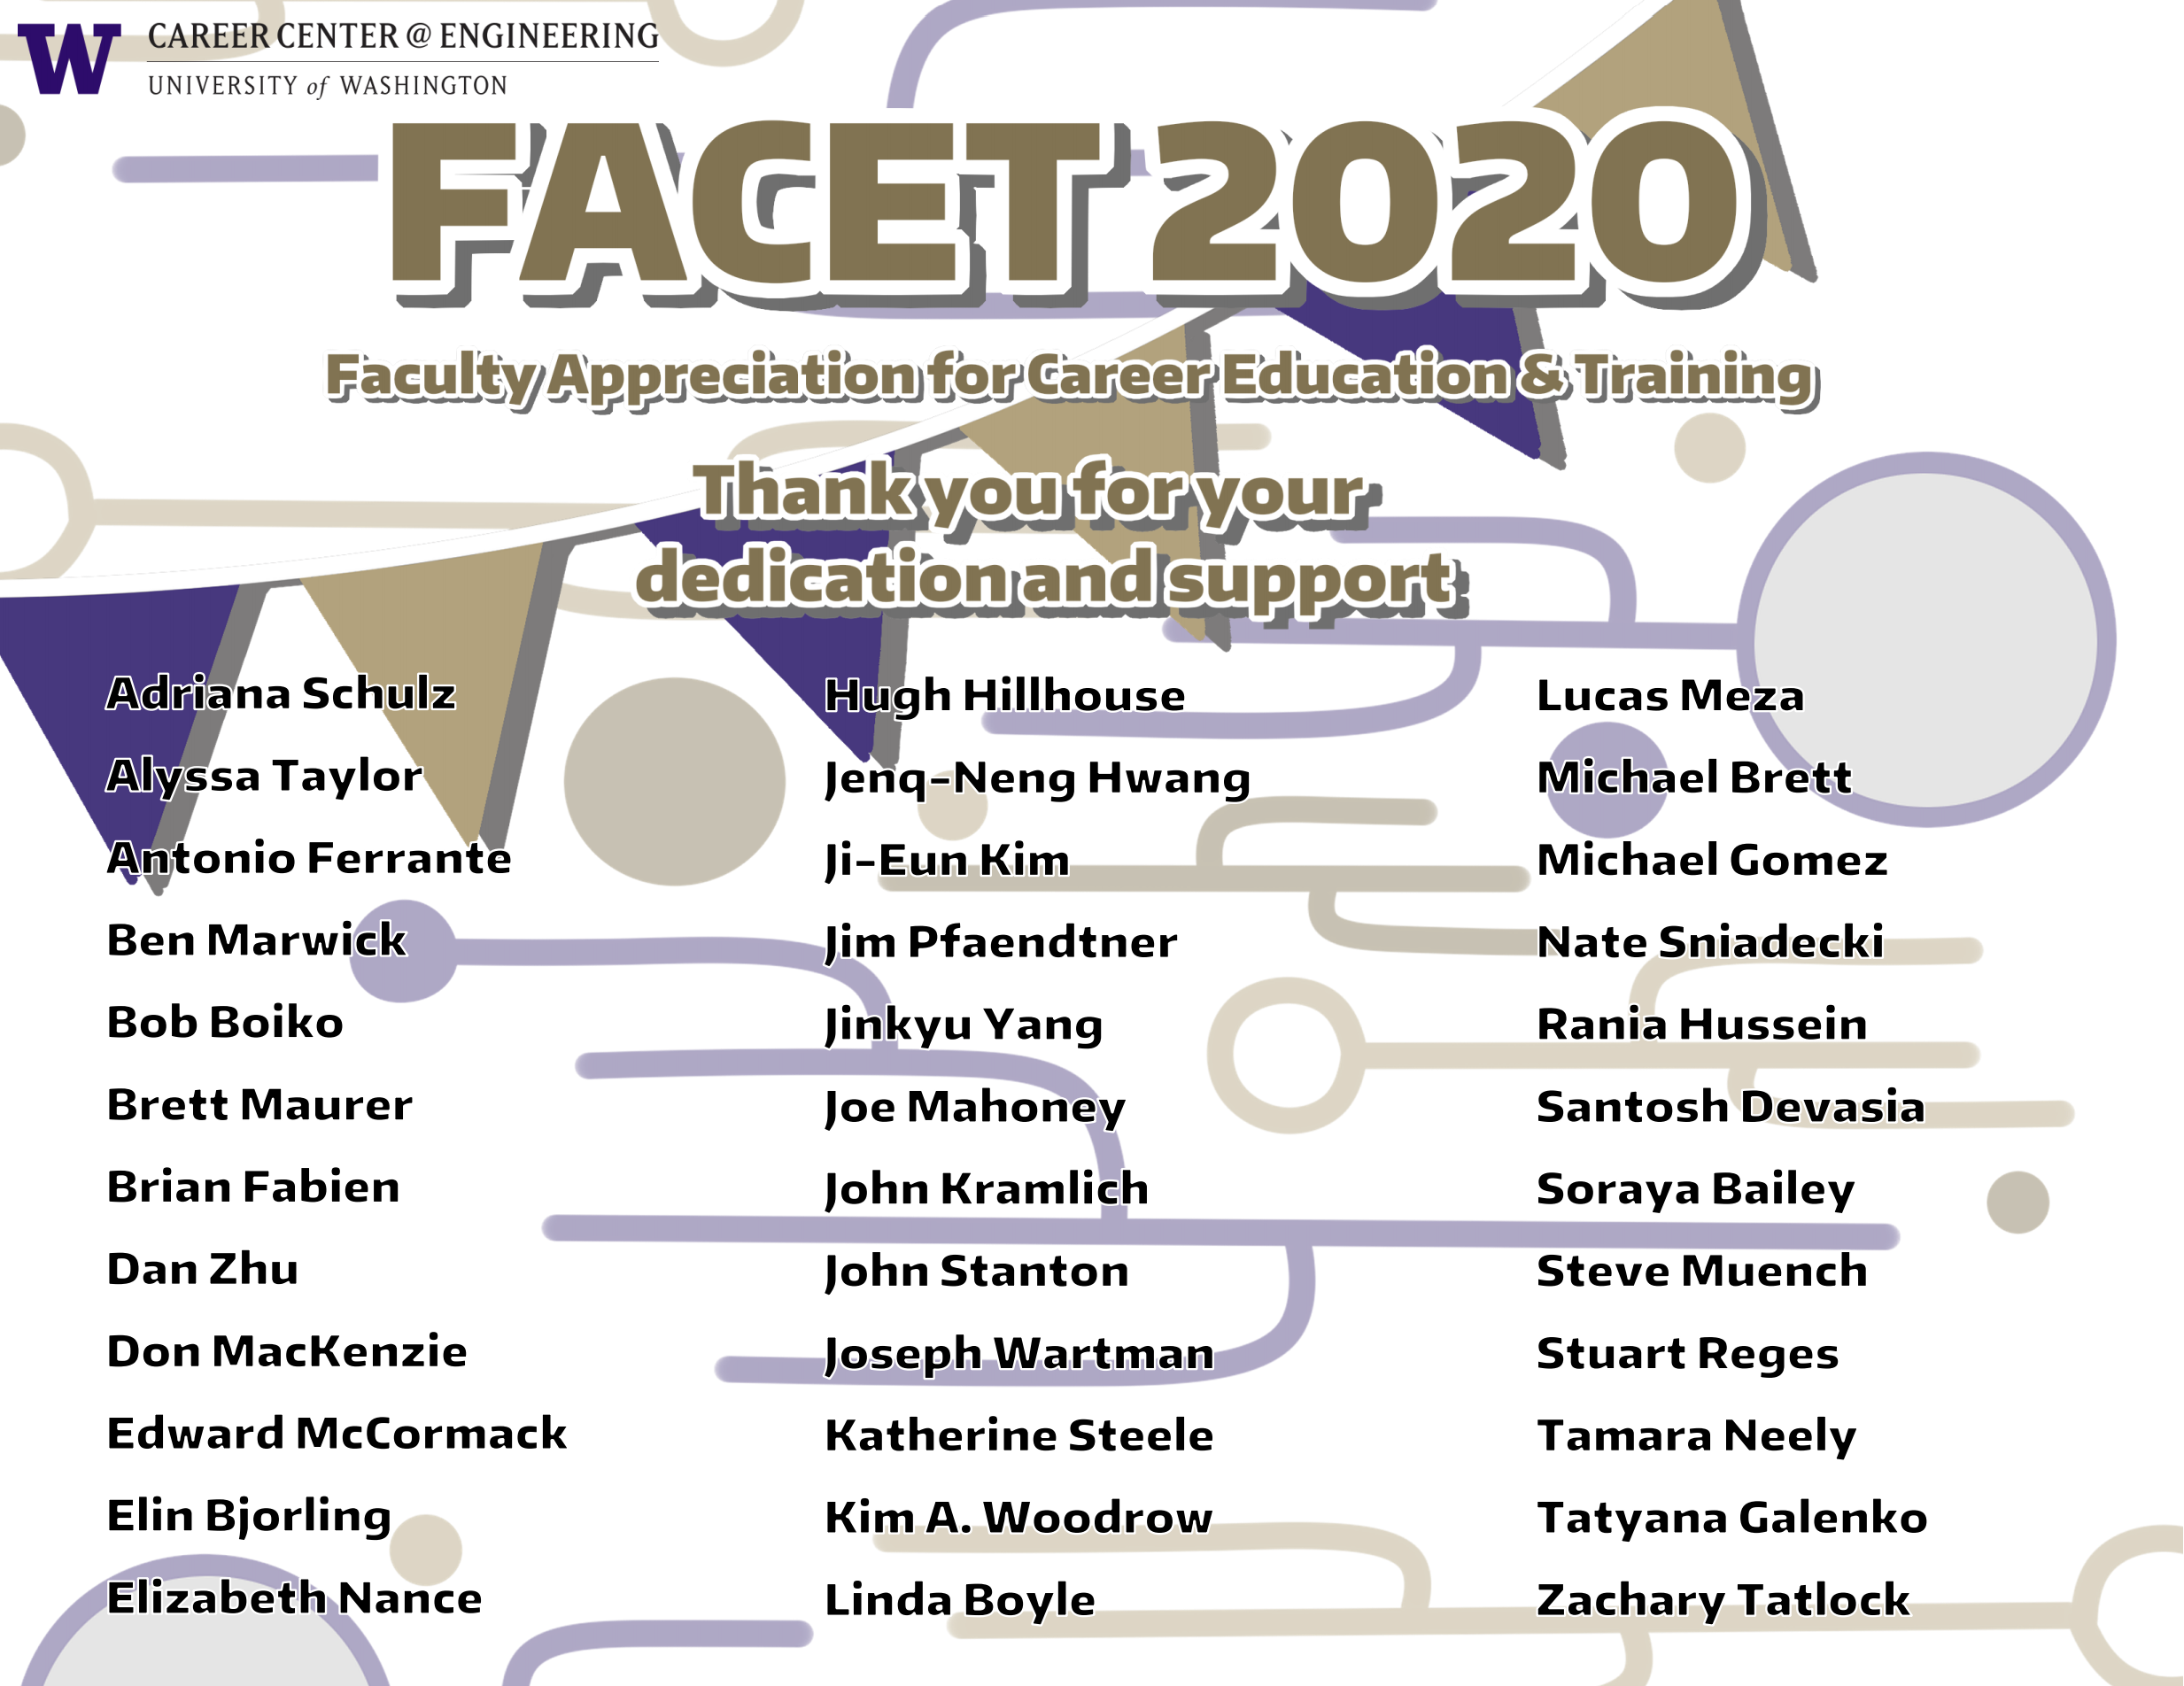 W
CAREER CENTER @ ENGINEERING
UNIVERSITY of WASHINGTON
FACET 2020
Faculty Appreciation for Career Education & Training
Thank you for your
dedication and support
Adriana Schulz
Alyssa Taylor
Antonio Ferrante
Ben Marwick
Bob Boiko
Brett Maurer
Brian Fabien
Dan Zhu
Don MacKenzie
Edward McCormack
Elin Bjorling
Elizabeth Nance
Hugh Hillhouse
Jenq-Neng Hwang
Ji-Eun Kim
Jim Pfaendtner
Jinkyu Yang
Joe Mahoney
John Kramlich
John Stanton
Joseph Wartman
Katherine Steele
Kim A. Woodrow
Linda Boyle
Lucas Meza
Michael Brett
Michael Gomez
Nate Sniadecki
Rania Hussein
Santosh Devasia
Soraya Bailey
Steve Muench
Stuart Reges
Tamara Neely
Tatyana Galenko
Zachary Tatlock